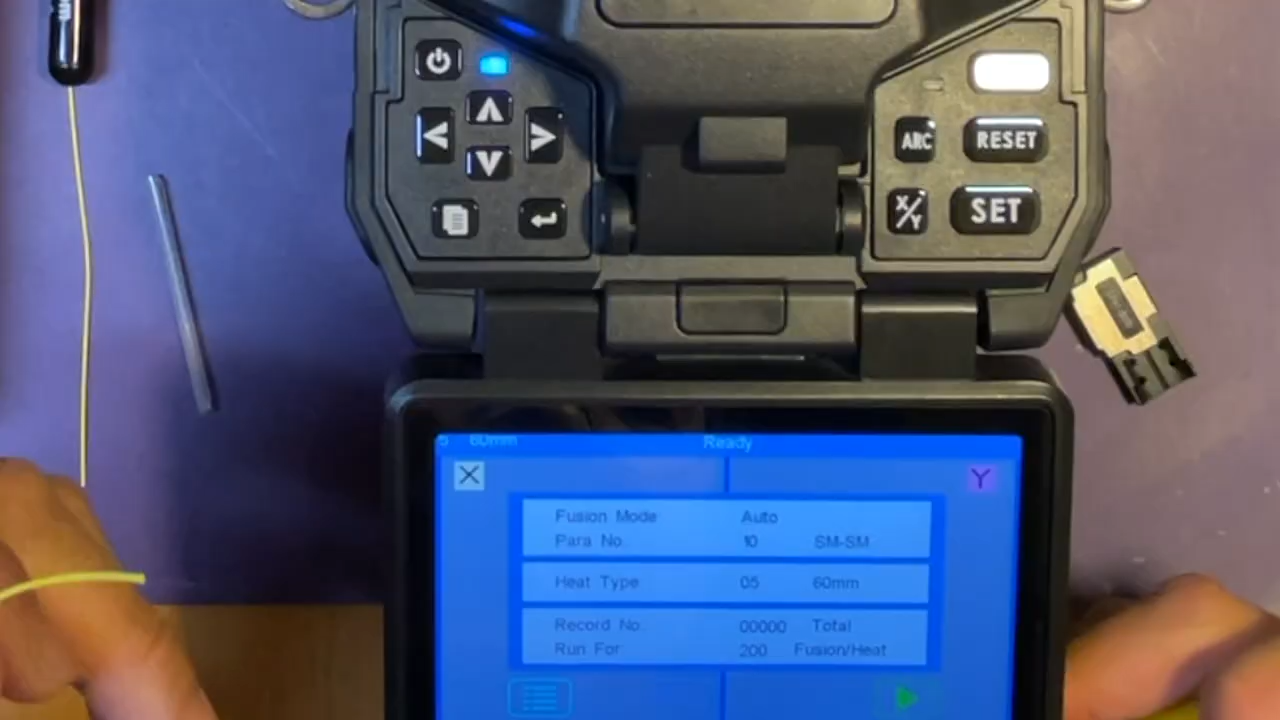 ARC
RESET
X/Y
SET
5 60mm Ready
X Y
Fusion Mode Auto
Para No. 10 SM-SM
Heat Type 05 60mm
Record No. 00000 Total
Run For 200 Fusion/Heat